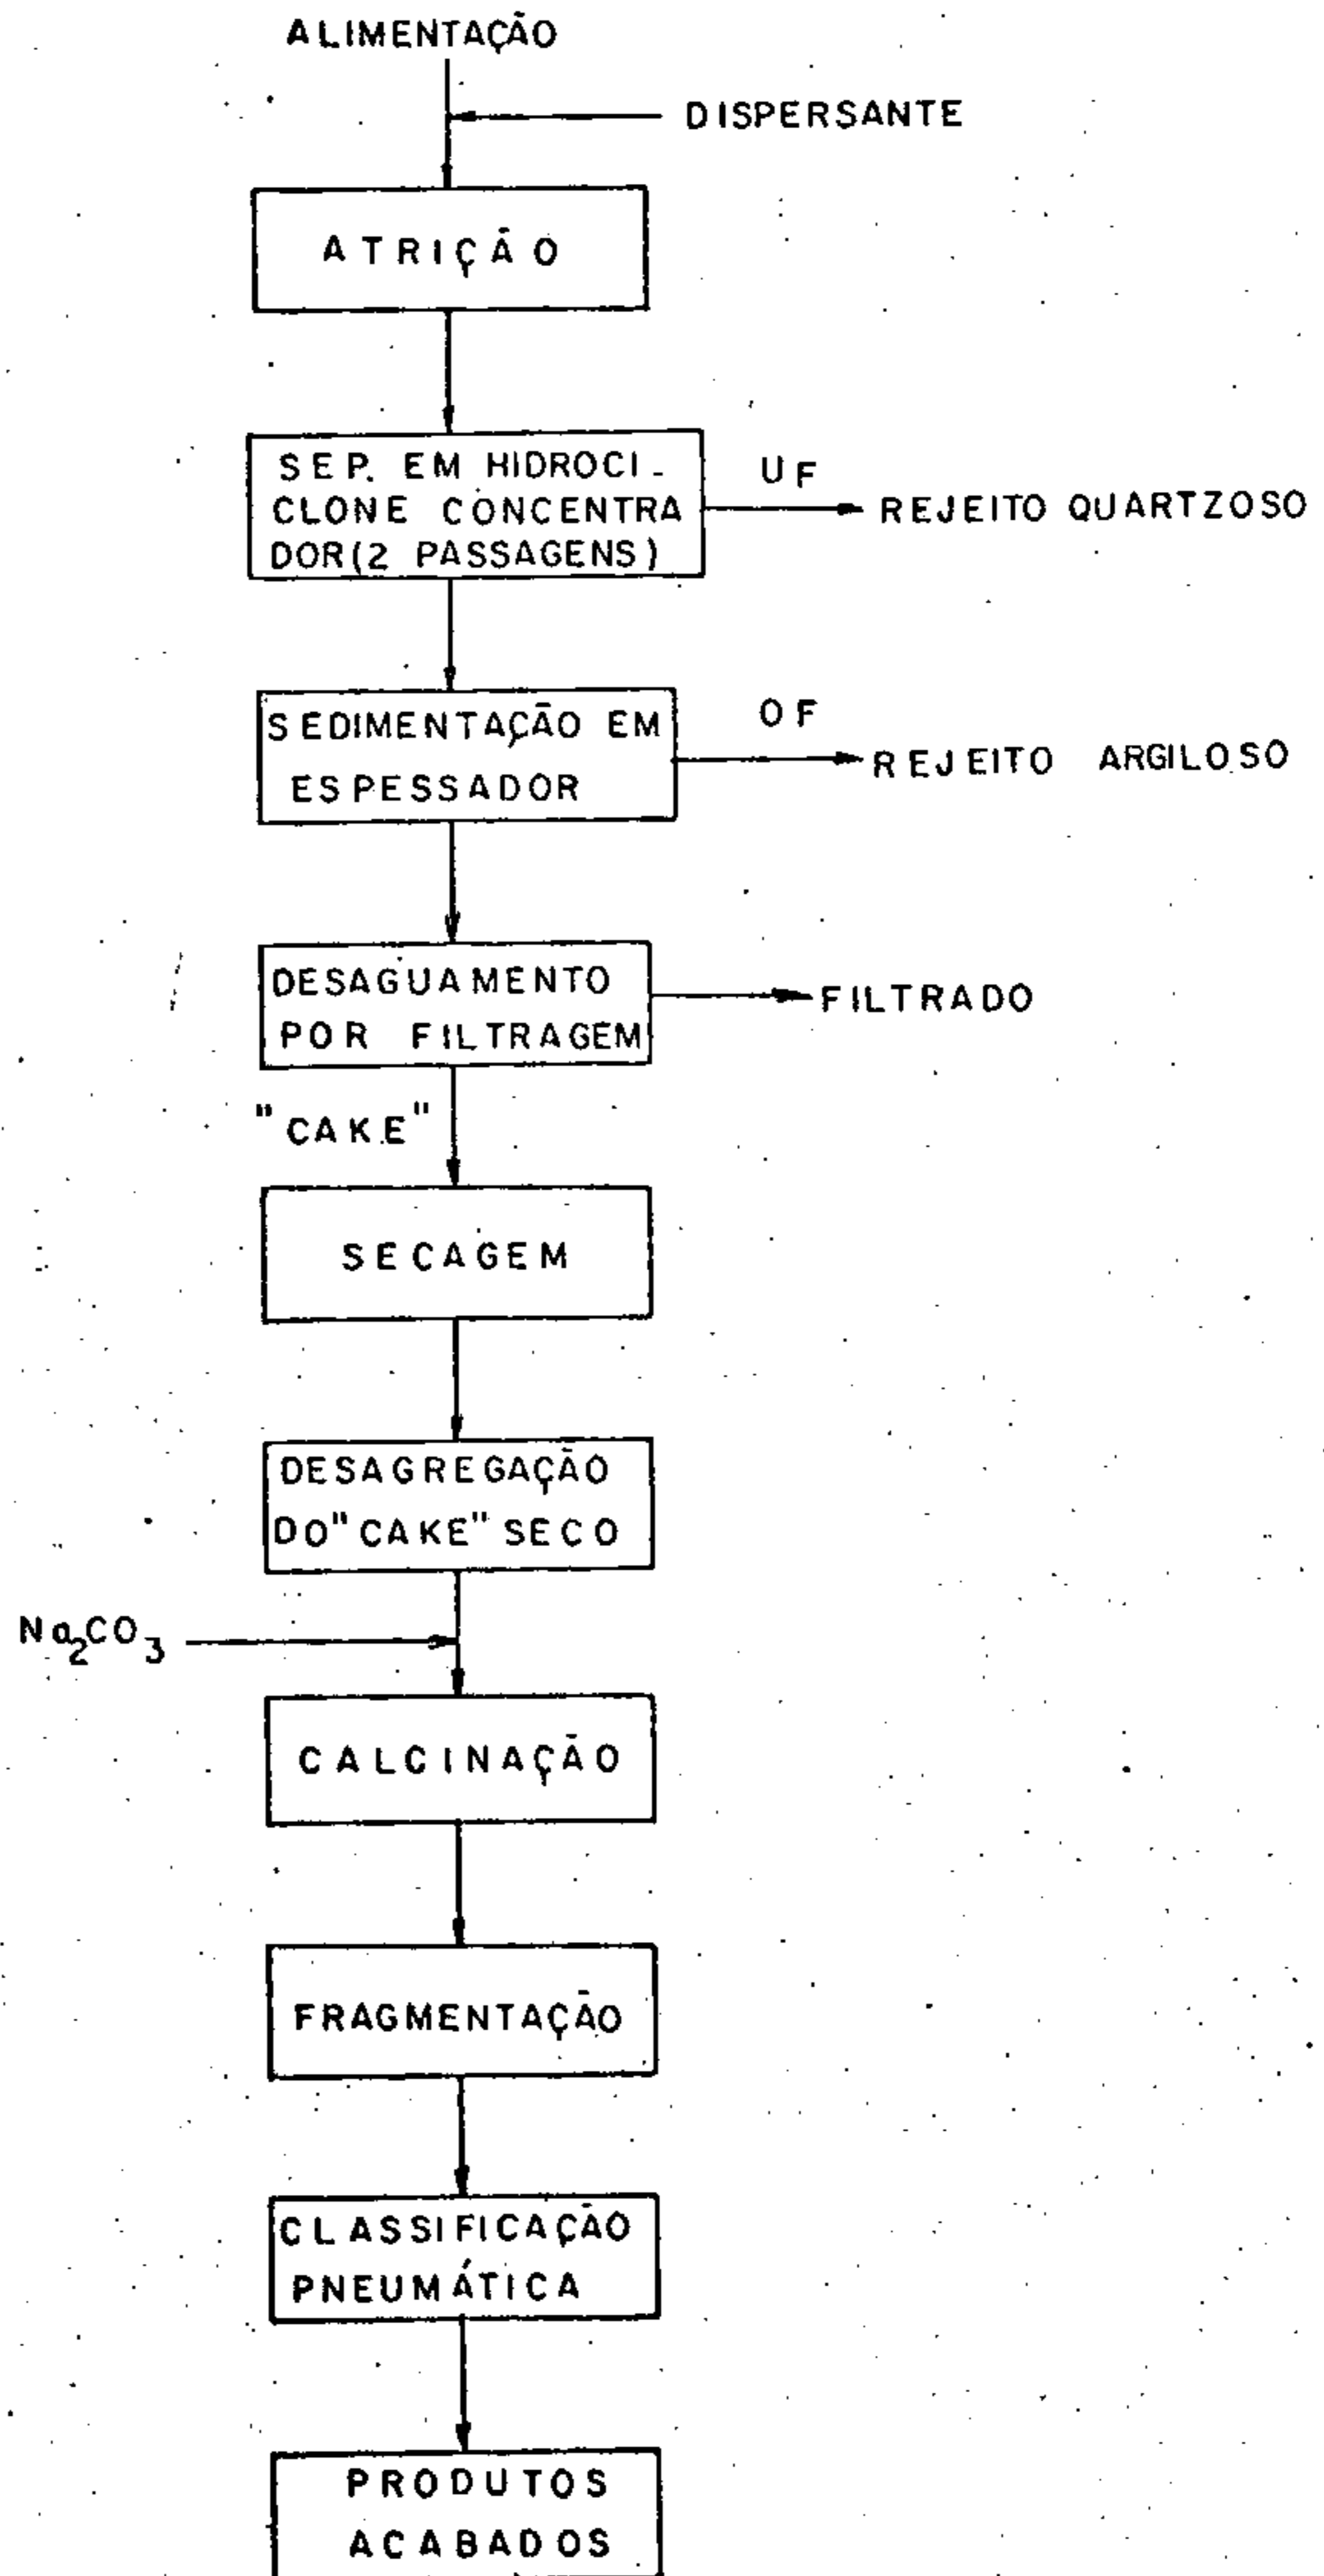 ALIMENTAÇÃO
DISPERSANTE
ATRIÇÃO
SEP. EM HIDROCI-
CLONE CONCENTRA
DOR(2 PASSAGENS)
UF
REJEITO QUARTZOSO
SEDIMENTAÇÃO EM
ESPESSADOR
OF
REJEITO ARGILOSO
DESAGUAMENTO
POR FILTRAGEM
FILTRADO
"CAKE"
SECAGEM
DESAGREGAÇÃO
DO "CAKE" SECO
Na2CO3
CALCINAÇÃO
FRAGMENTAÇÃO
CLASSIFICAÇÃO
PNEUMÁTICA
PRODUTOS
ACABADOS